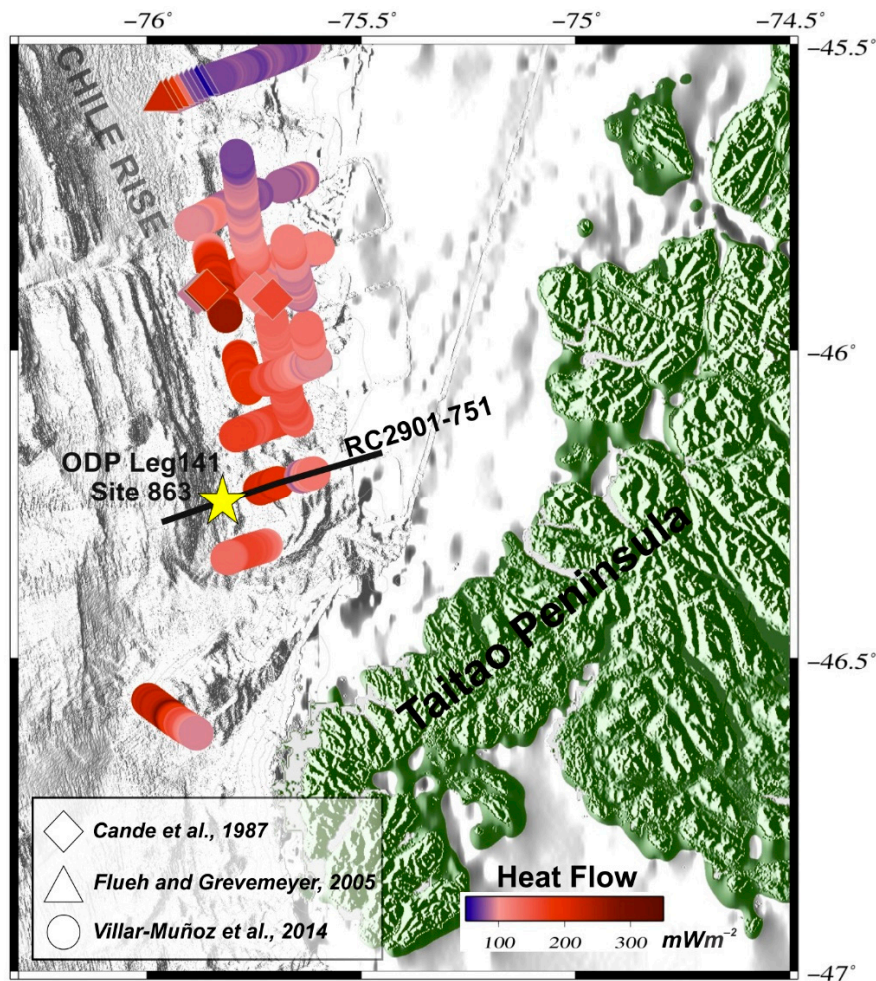 −76˚
−75.5˚
−75˚
−74.5˚
−45.5˚
CHILE RISE
−46˚
RC2901-751
ODP Leg141
Site 863
Taitao Peninsula
−46.5˚
Cande et al., 1987
Flueh and Grevemeyer, 2005
Villar-Muñoz et al., 2014
Heat Flow
100
200
300
mWm⁻²
−47˚